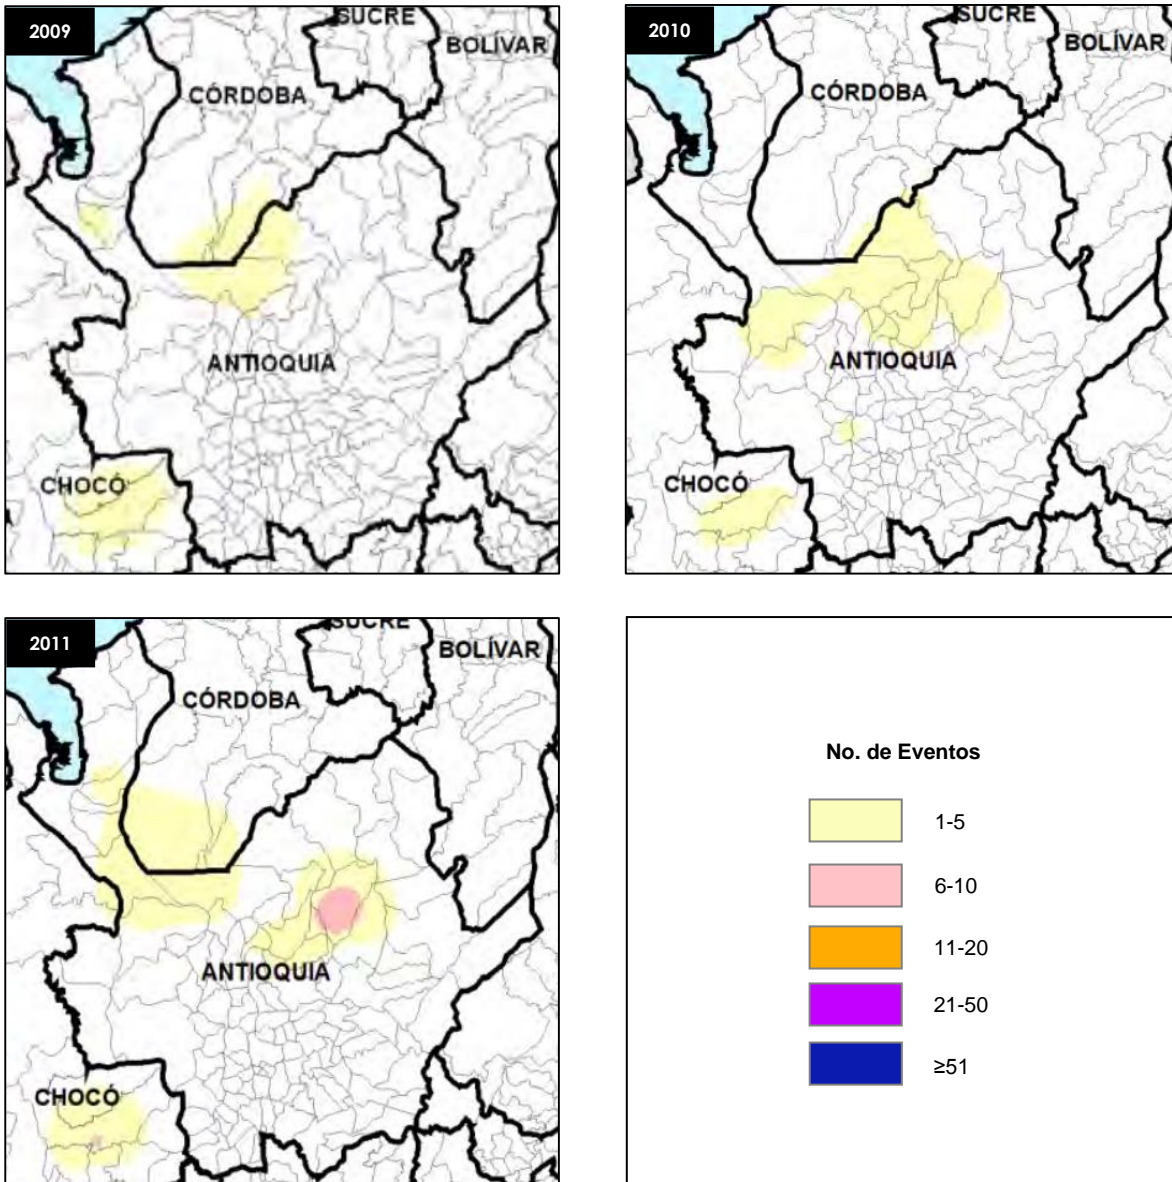 2009
SUCRE
BOLÍVAR
CÓRDOBA
ANTIOQUIA
CHOCÓ
2010
SUCRE
BOLÍVAR
CÓRDOBA
ANTIOQUIA
CHOCÓ
2011
SUCRE
BOLÍVAR
CÓRDOBA
ANTIOQUIA
CHOCÓ
No. de Eventos
1-5
6-10
11-20
21-50
≥51